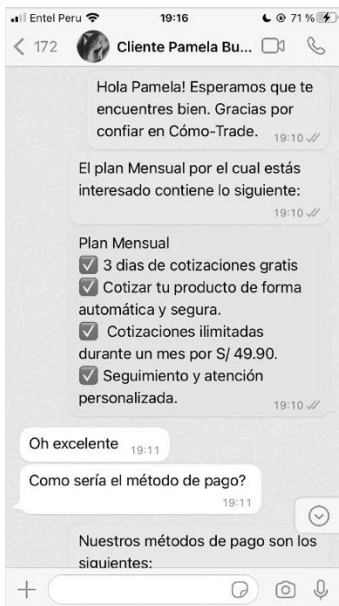 Entel Peru 19:16 71 %
172 Cliente Pamela Bu...
Hola Pamela! Esperamos que te
encuentres bien. Gracias por
confiar en Cómo-Trade. 19:10
El plan Mensual por el cual estás
interesado contiene lo siguiente:
19:10
Plan Mensual
✅ 3 dias de cotizaciones gratis
✅ Cotizar tu producto de forma
automática y segura.
✅ Cotizaciones ilimitadas
durante un mes por S/ 49.90.
✅ Seguimiento y atención
personalizada. 19:10
Oh excelente 19:11
Como sería el método de pago?
19:11
Nuestros métodos de pago son los
siguientes: